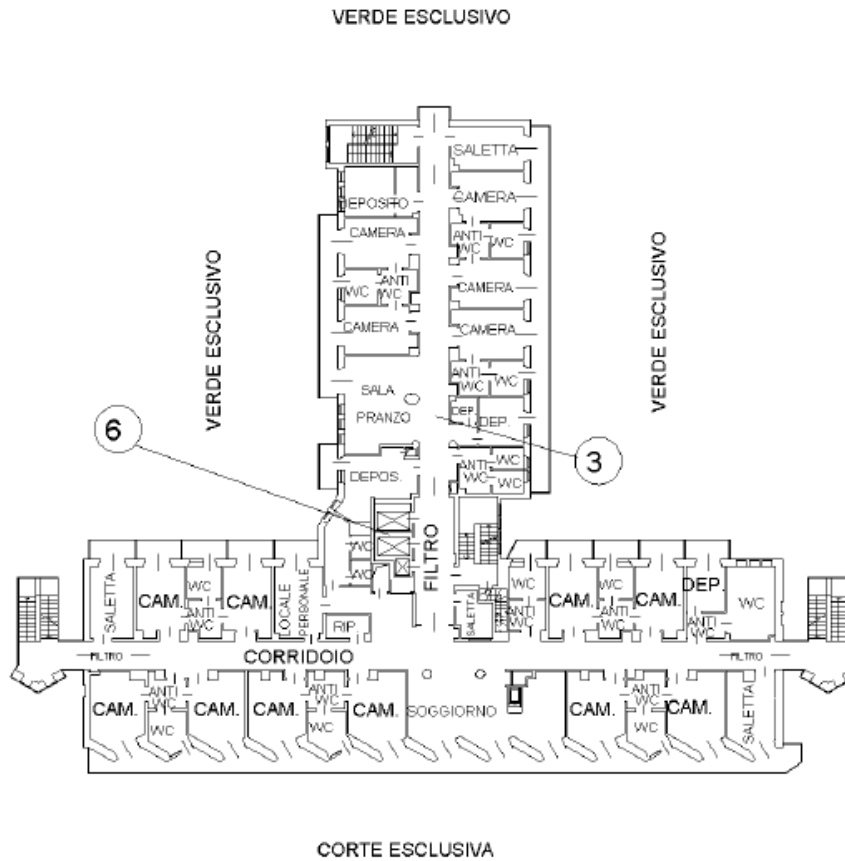 VERDE ESCLUSIVO
SALETTA
DEPOSITO
CAMERA
CAMERA
ANTI
WC
WC
VERDE ESCLUSIVO
VERDE ESCLUSIVO
WC
ANTI
WC
CAMERA
CAMERA
CAMERA
ANTI
WC
WC
SALA
PRANZO
DEP.
DEP.
6
3
DEPOS.
ANTI
WC
WC
WC
FILTRO
WC
WC
SALETTA
CAM.
WC
ANTI
WC
CAM.
LOCALE
PERSONALE
RIP.
SALETTA
WC
ANTI
WC
CAM.
WC
ANTI
WC
CAM.
DEP.
ANTI
WC
WC
FILTRO
CORRIDOIO
FILTRO
CAM.
ANTI
WC
WC
CAM.
CAM.
ANTI
WC
WC
CAM.
SOGGIORNO
CAM.
ANTI
WC
WC
CAM.
SALETTA
CORTE ESCLUSIVA